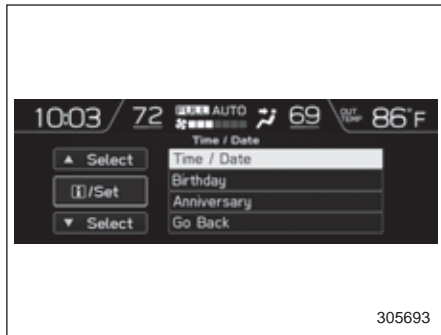 10:03 72 FULL AUTO 69 OUT TEMP 86°F
Time / Date
▲ Select
Time / Date
i/Set
Birthday
Anniversary
▼ Select
Go Back
305693